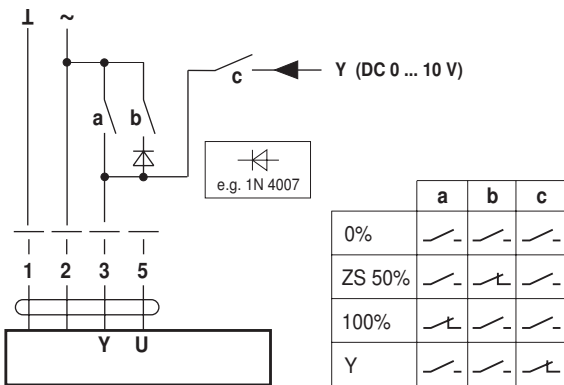 ⊥ ~
a b c Y (DC 0 ... 10 V)
e.g. 1N 4007
1 2 3 5
Y U
a b c
0%
ZS 50%
100%
Y